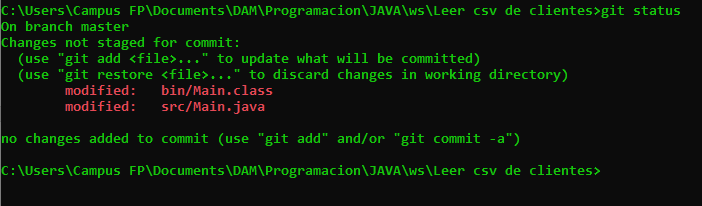 C:\Users\Campus FP\Documents\DAM\Programacion\JAVA\ws\Leer csv de clientes>git status
On branch master
Changes not staged for commit:
  (use "git add <file>..." to update what will be committed)
  (use "git restore <file>..." to discard changes in working directory)
        modified:   bin/Main.class
        modified:   src/Main.java

no changes added to commit (use "git add" and/or "git commit -a")

C:\Users\Campus FP\Documents\DAM\Programacion\JAVA\ws\Leer csv de clientes>